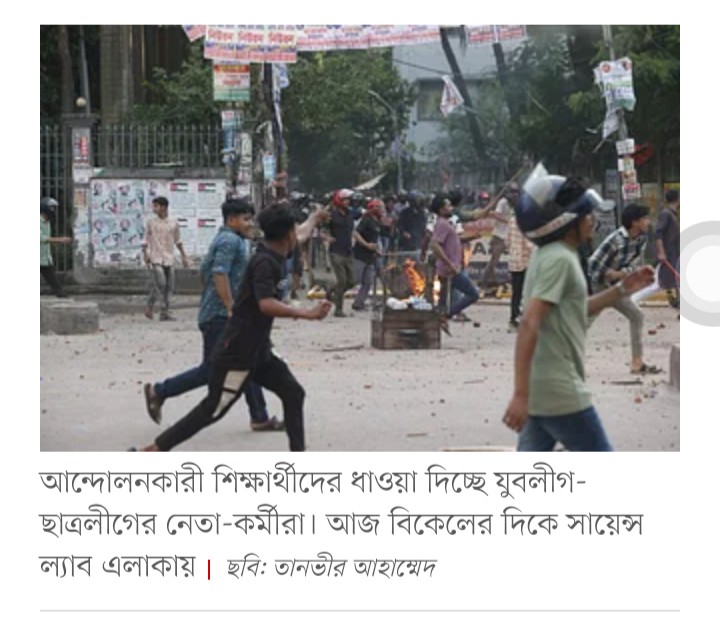 আন্দোলনকারী শিক্ষার্থীদের ধাওয়া দিচ্ছে যুবলীগ-
ছাত্রলীগের নেতা-কর্মীরা। আজ বিকেলের দিকে সায়েন্স
ল্যাব এলাকায় | ছবি: তানভীর আহাম্মেদ